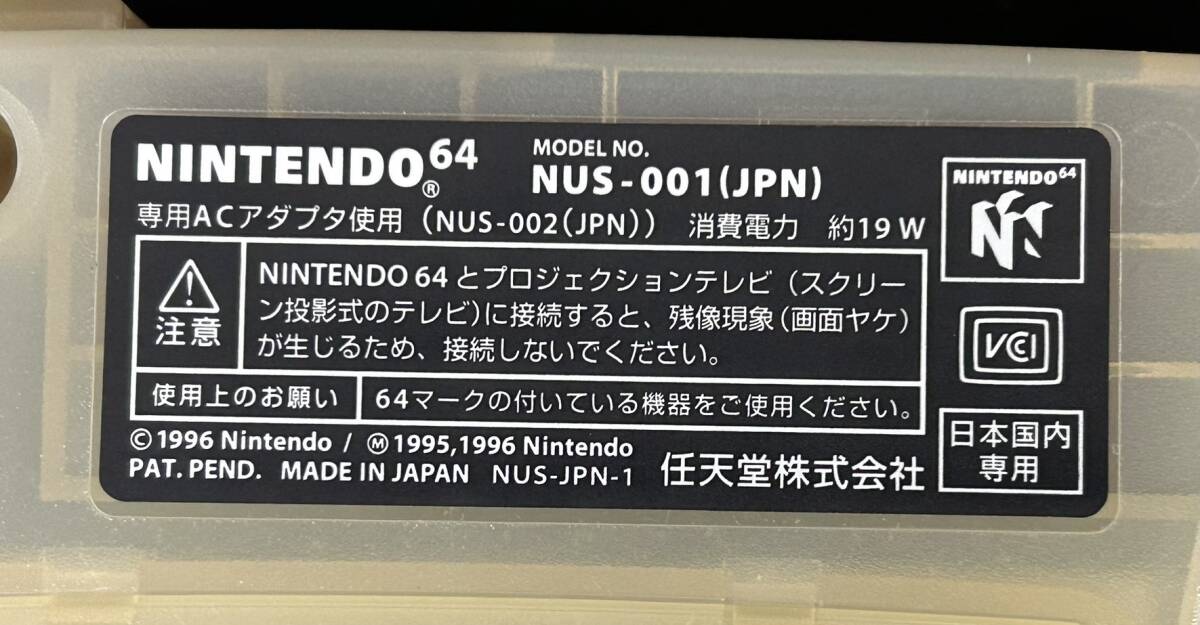 NINTENDO64®
MODEL NO.
NUS-001(JPN)
専用ACアダプタ使用（NUS-002(JPN)） 消費電力 約19W
注意
NINTENDO 64とプロジェクションテレビ（スクリー
ン投影式のテレビ）に接続すると、残像現象（画面ヤケ）
が生じるため、接続しないでください。
使用上のお願い
64マークの付いている機器をご使用ください。
©1996 Nintendo / Ⓜ1995,1996 Nintendo
PAT. PEND. MADE IN JAPAN NUS-JPN-1 任天堂株式会社
NINTENDO64
N
VCI
日本国内
専用